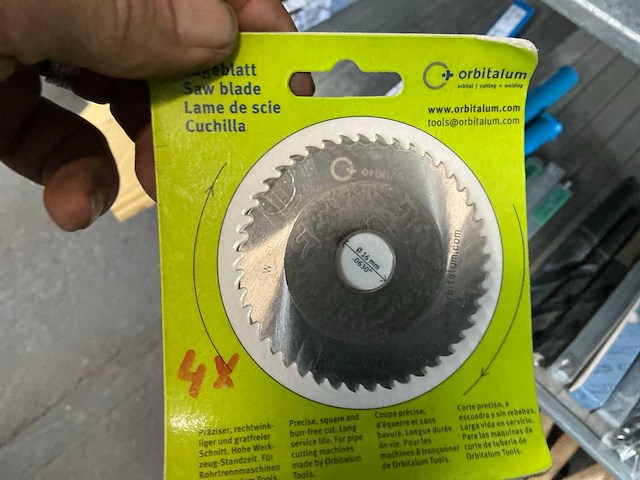 Sägeblatt
Saw blade
Lame de scie
Cuchilla
orbitalum
orbital | cutting + welding
www.orbitalum.com
tools@orbitalum.com
Ø 16 mm
.0630"
4x
Präziser, rechtwink-
liger und gratfreier
Schnitt. Hohe Werk-
zeug-Standzeit. Für
Rohrtrennmaschinen
Precise, square and
burr-free cut. Long
service life. For pipe
cutting machines
made by Orbitalum
Tools.
Coupe précise,
d'équerre et sans
bavure. Longue durée
de vie. Pour les
machines à tronçonner
de Orbitalum Tools.
Corte preciso, a
escuadra y sin rebabas.
Larga vida en servicio.
Para las maquinas de
corte de tubería de
Orbitalum Tools.